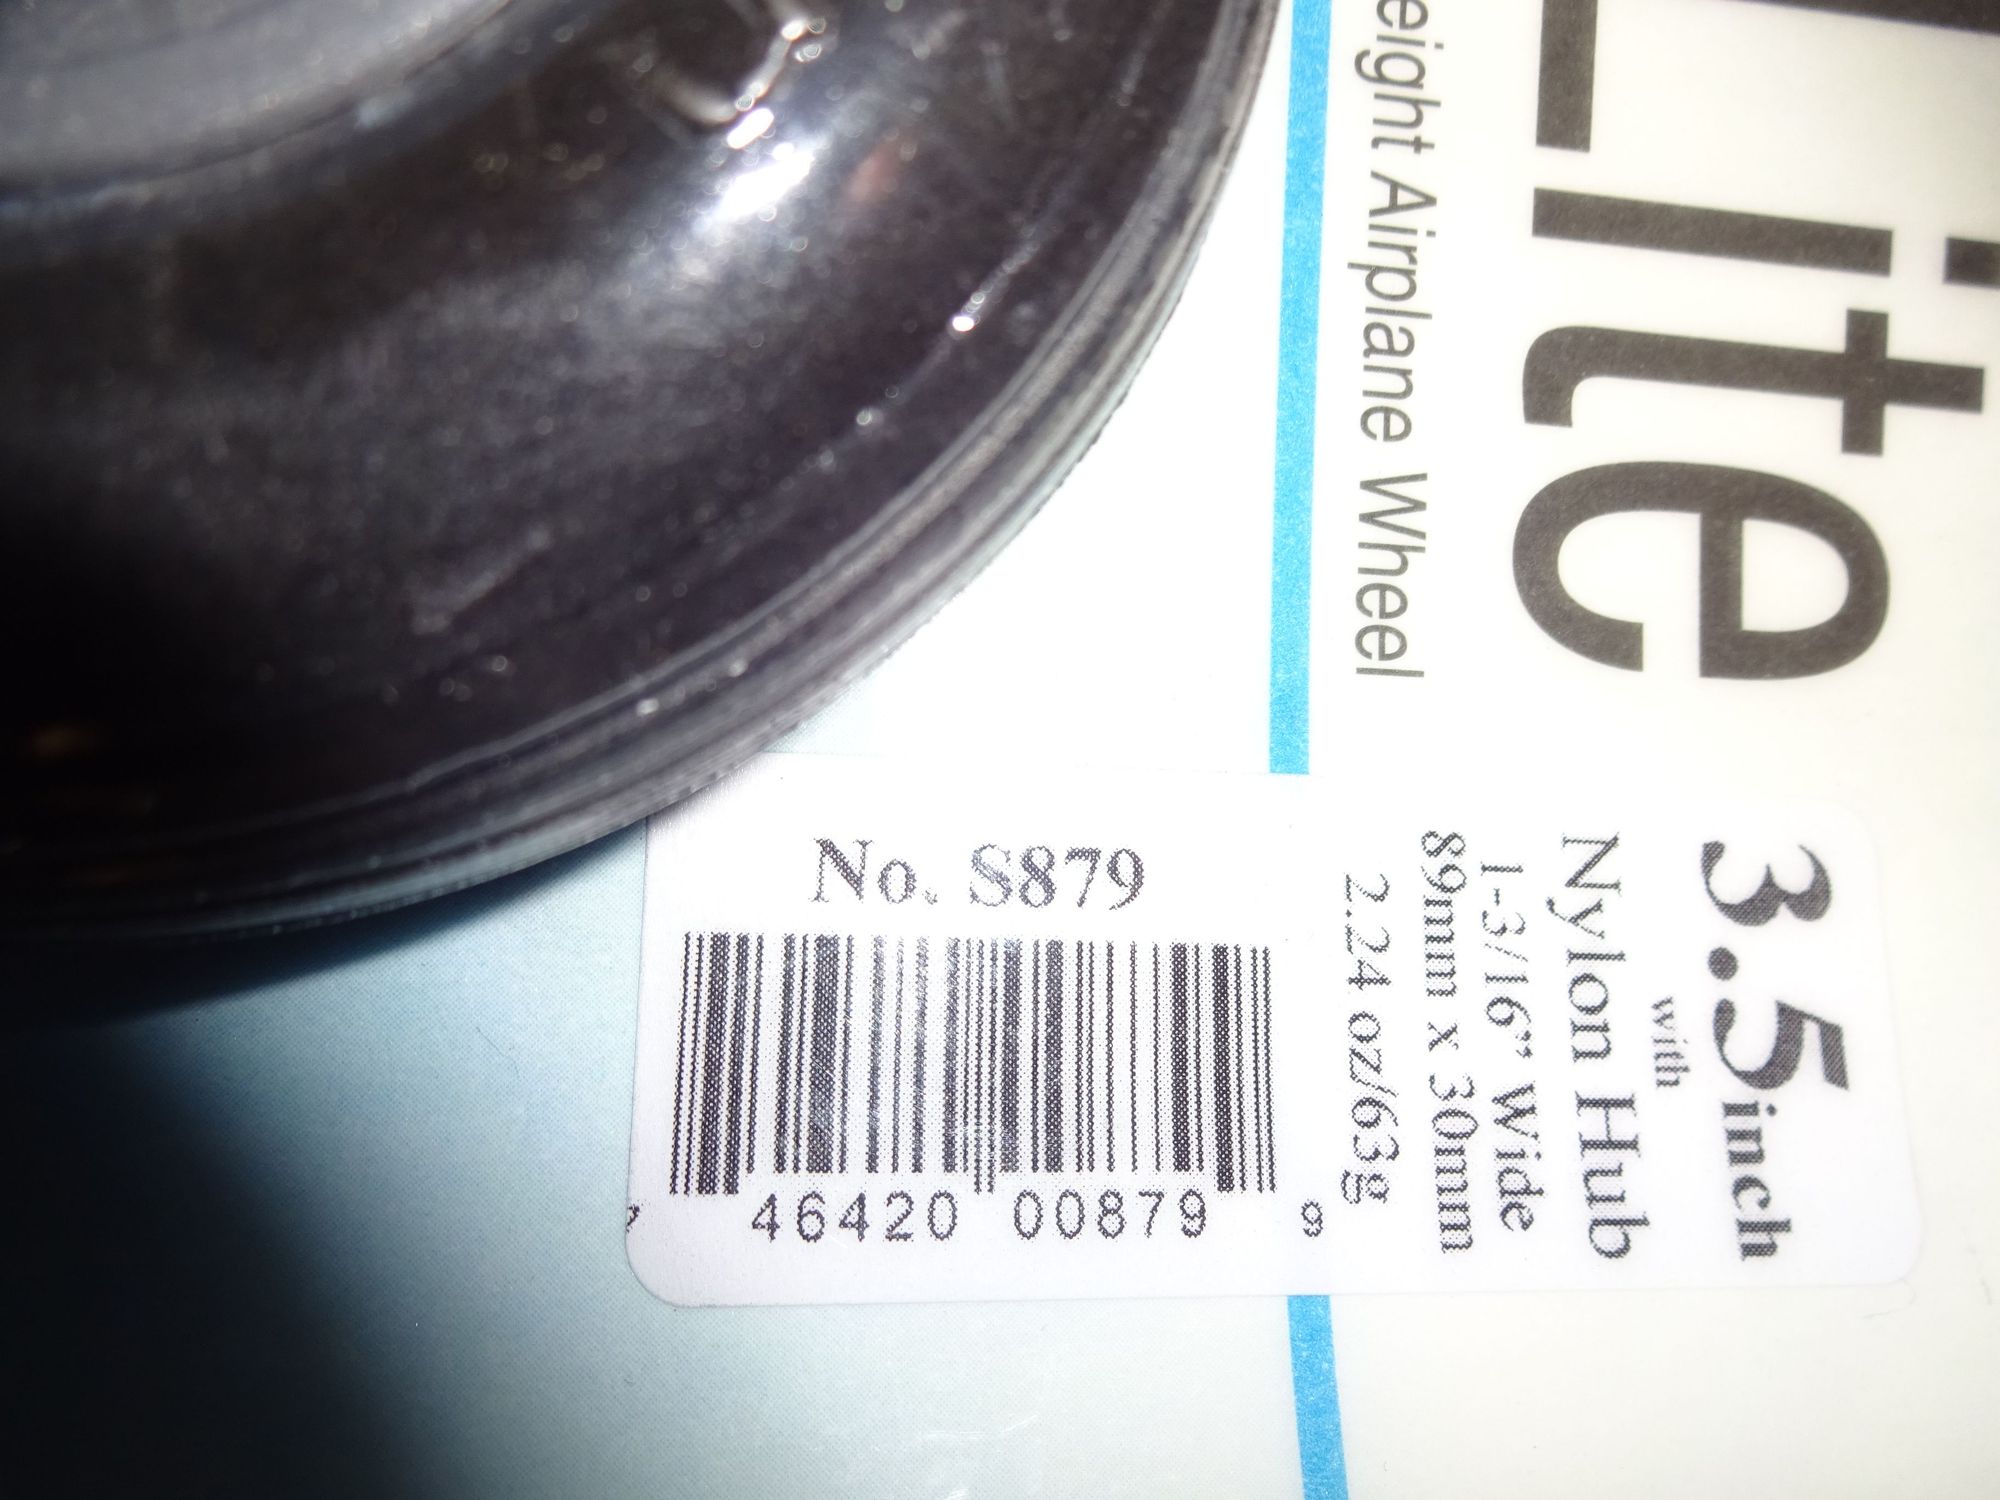 Lite
eight Airplane Wheel
3.5inch
with
Nylon Hub
1-3/16” Wide
89mm x 30mm
2.24 oz/63g
No. S879
46420 00879 9